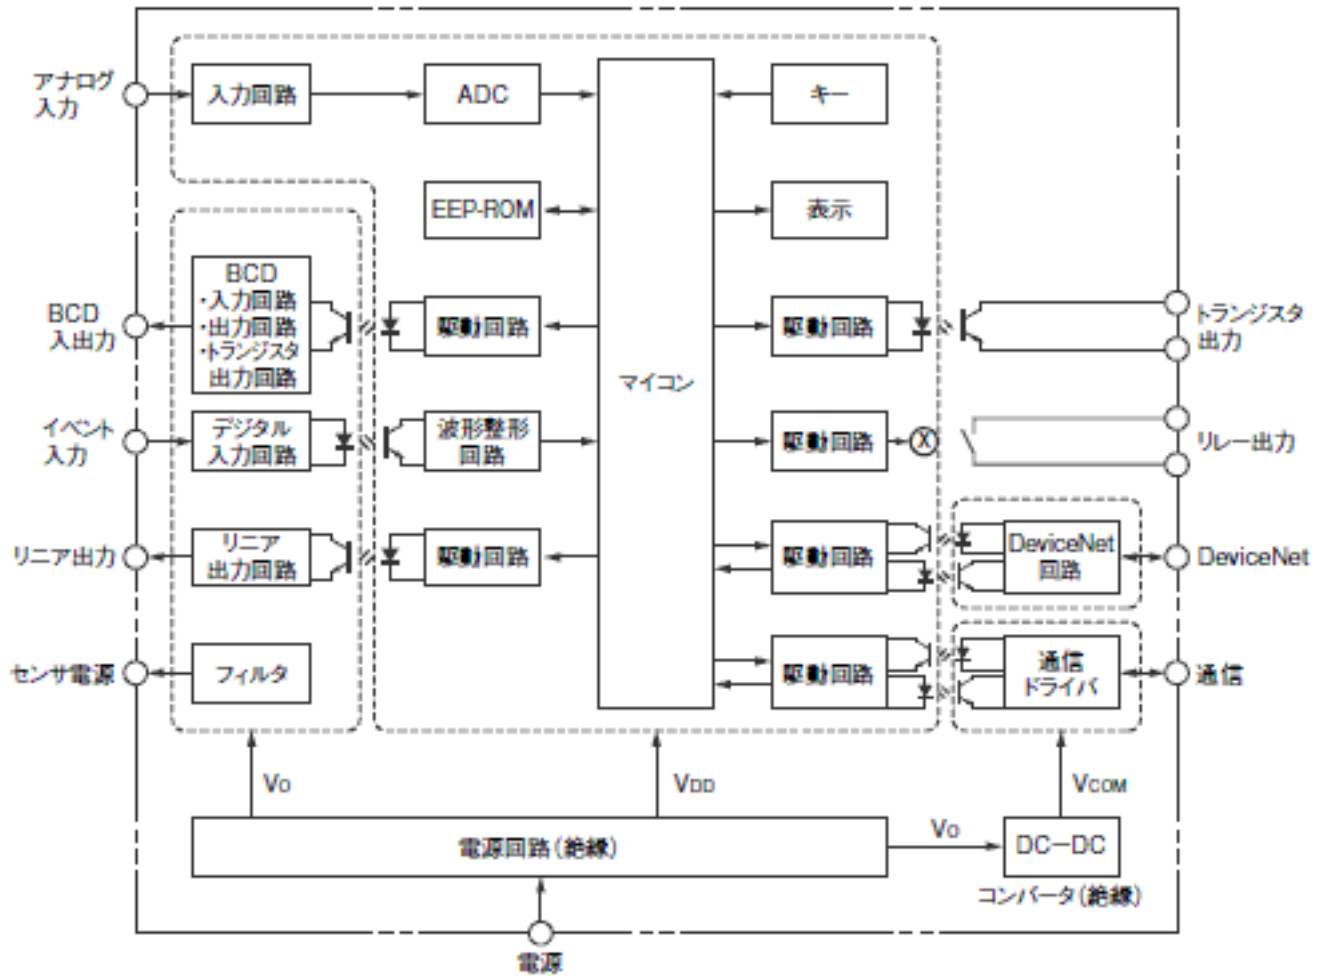 アナログ
入力
入力回路
ADC
キー
EEP-ROM
表示
BCD
入出力
BCD
・入力回路
・出力回路
・トランジスタ
出力回路
駆動回路
マイコン
駆動回路
トランジスタ
出力
イベント
入力
デジタル
入力回路
波形整形
回路
駆動回路
X
リレー出力
リニア出力
リニア
出力回路
駆動回路
駆動回路
DeviceNet
回路
DeviceNet
センサ電源
フィルタ
駆動回路
通信
ドライバ
通信
VO
VDD
VCOM
電源回路(絶縁)
VO
DC-DC
コンバータ(絶縁)
電源